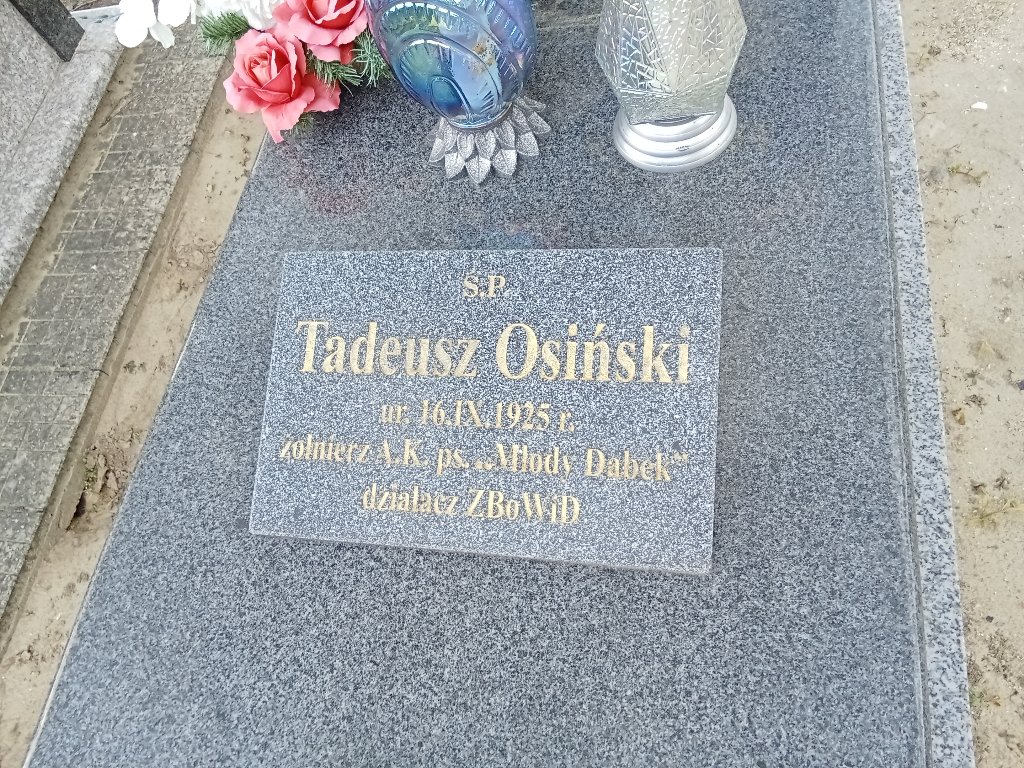 Ś.P.
Tadeusz Osiński
ur. 16.IX.1925 r.
żołnierz A.K. ps. „Młody Dąbek”
działacz ZBoWiD